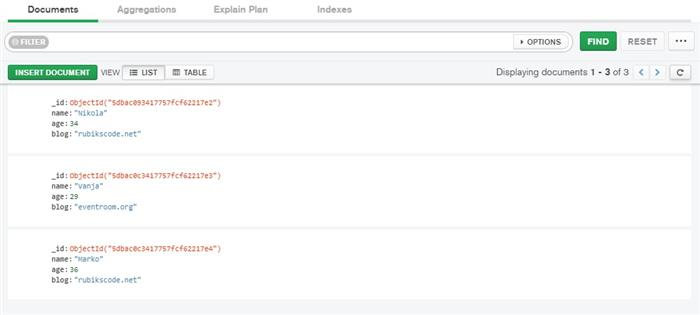 Documents Aggregations Explain Plan Indexes
FILTER OPTIONS FIND RESET ...
INSERT DOCUMENT VIEW LIST TABLE Displaying documents 1 - 3 of 3
_id: ObjectId("5dbac093417757fcf62217e2")
name: "Nikola"
age: 34
blog: "rubikscode.net"
_id: ObjectId("5dbac0c3417757fcf62217e3")
name: "Vanja"
age: 29
blog: "eventroom.org"
_id: ObjectId("5dbac0c3417757fcf62217e4")
name: "Marko"
age: 36
blog: "rubikscode.net"